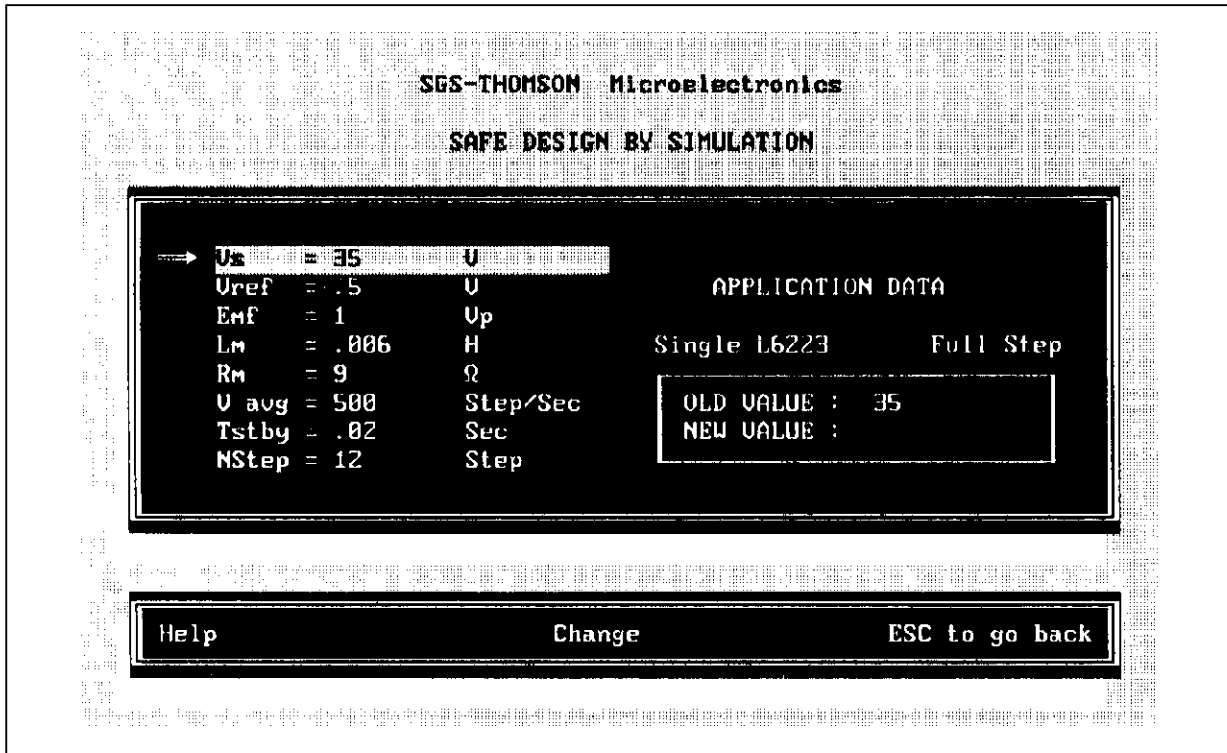 SGS-THOMSON Microelectronics
SAFE DESIGN BY SIMULATION
Vs = 35 V
Vref = .5 V
Emf = 1 Vp
Lm = .006 H
Rm = 9 Ω
V avg = 500 Step/Sec
Tstby = .02 Sec
NStep = 12 Step
APPLICATION DATA
Single L6223 Full Step
OLD VALUE : 35
NEW VALUE :
Help Change ESC to go back